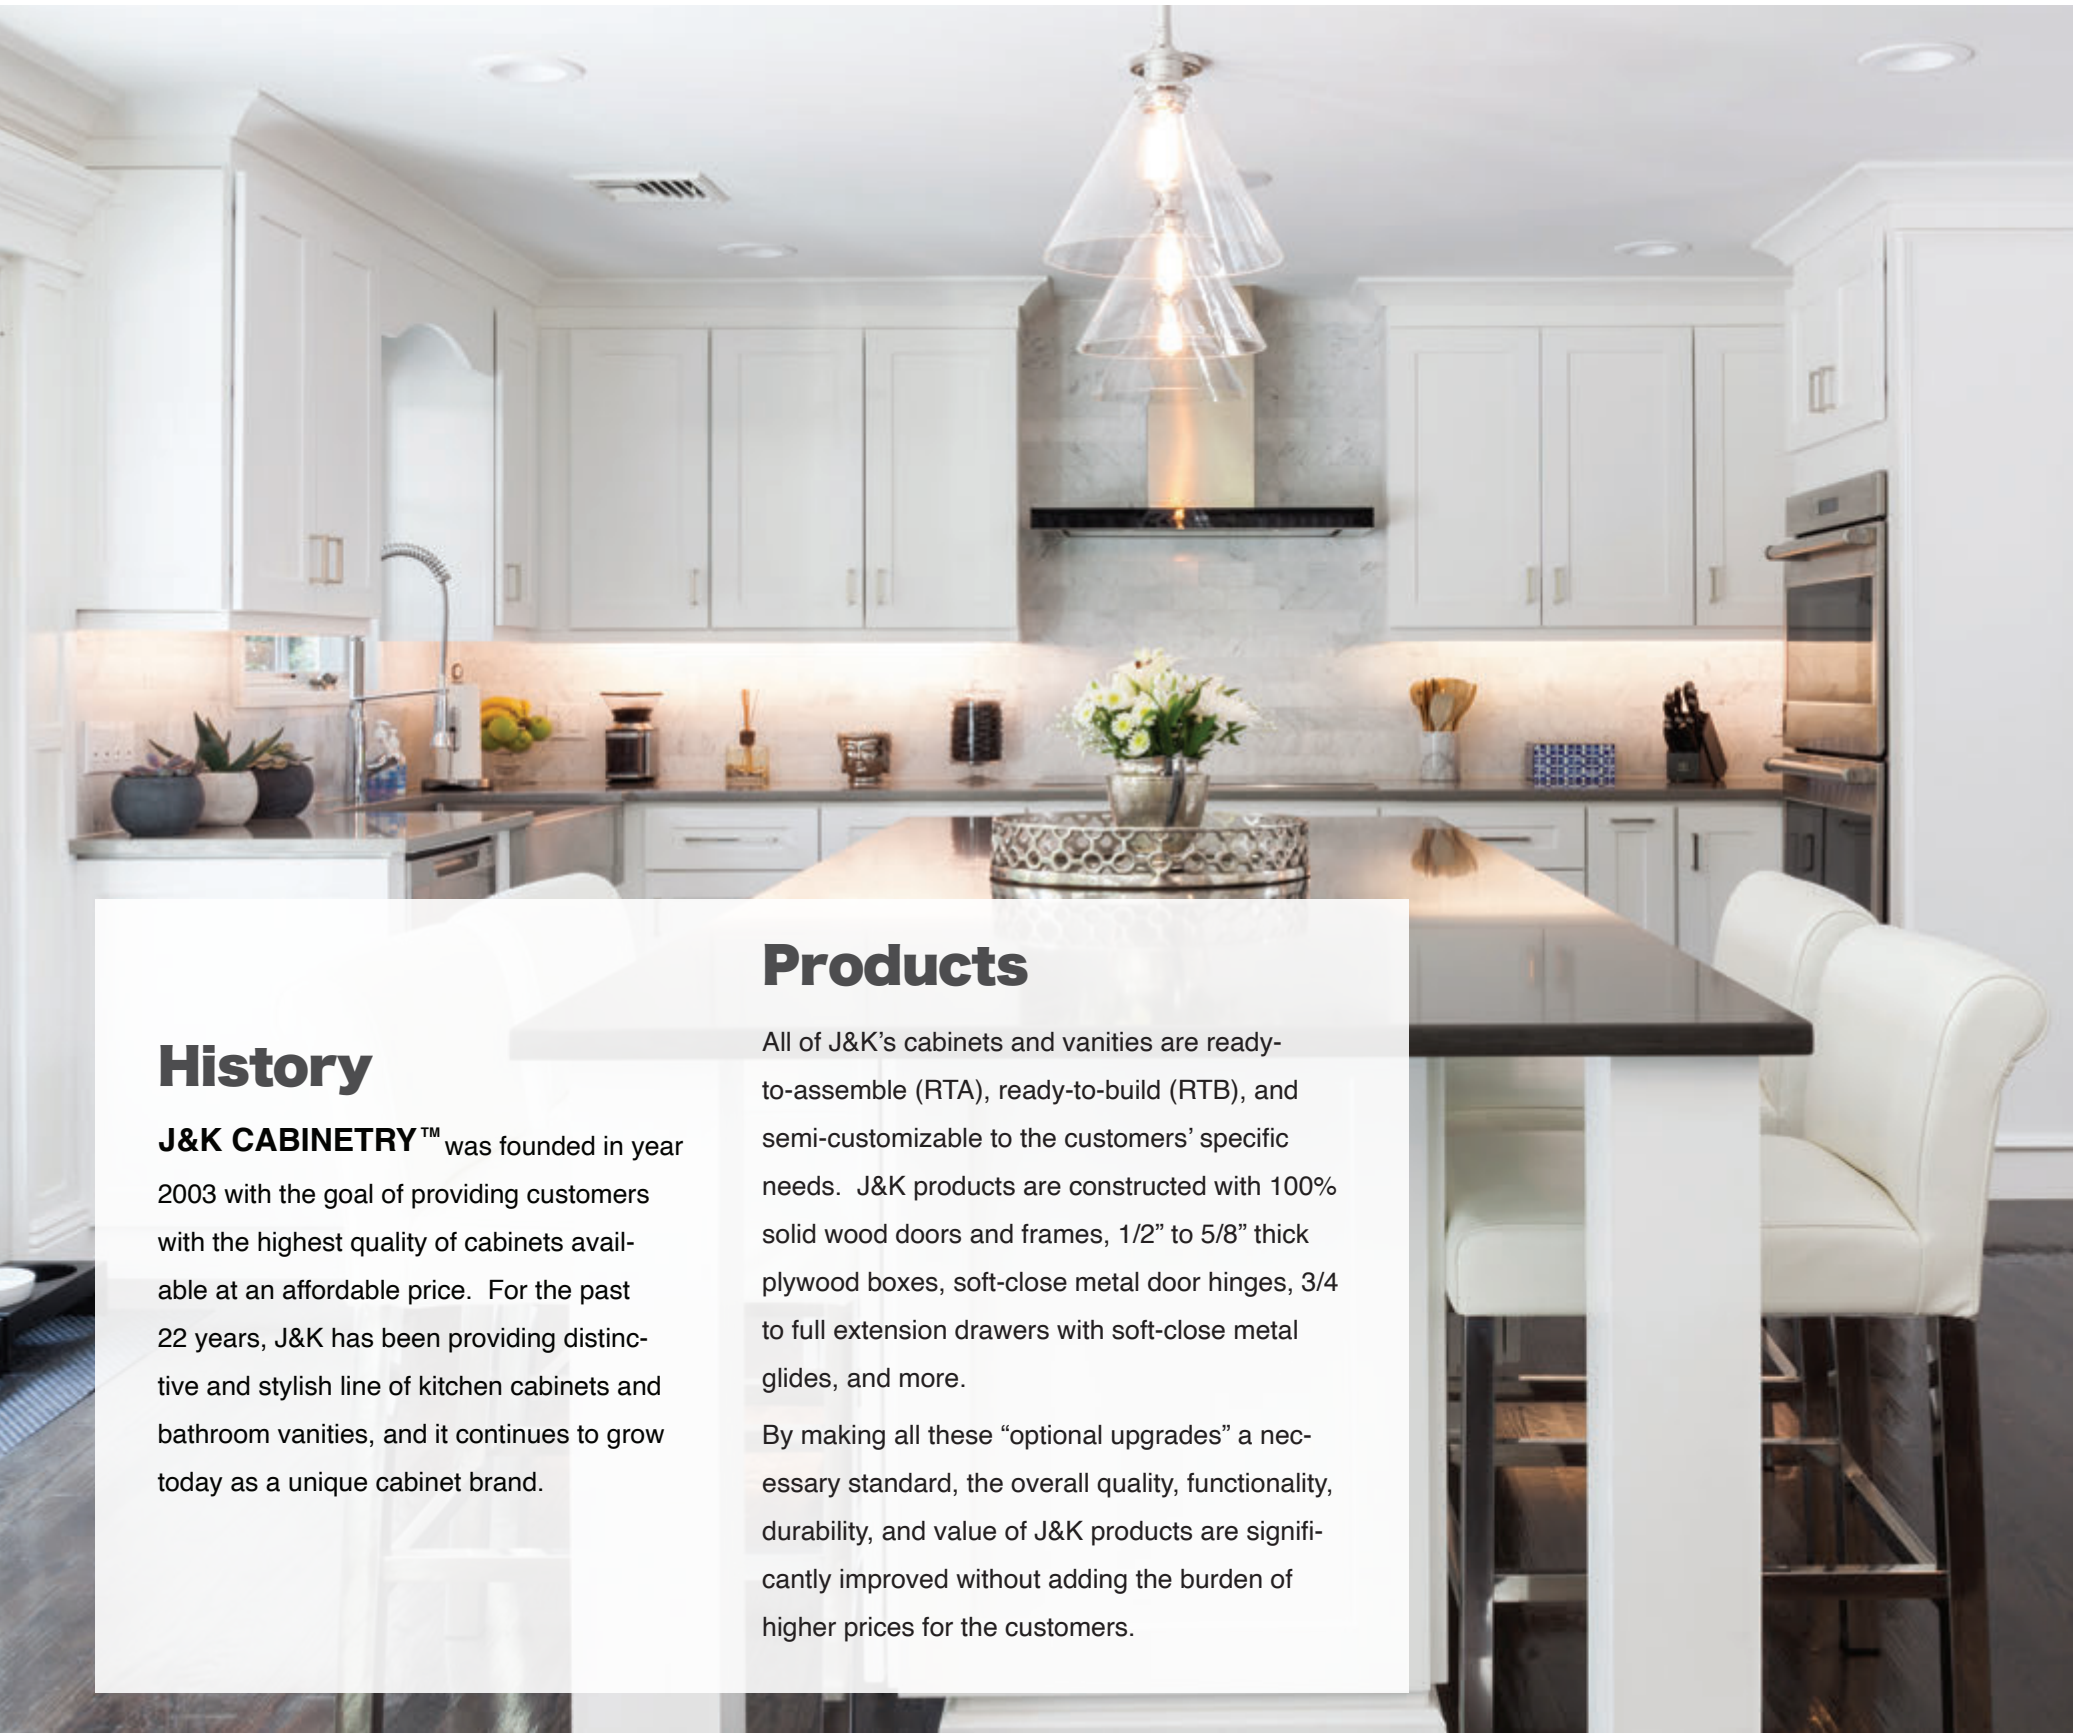 History
J&K CABINETRY™ was founded in year
2003 with the goal of providing customers
with the highest quality of cabinets avail-
able at an affordable price.  For the past
22 years, J&K has been providing distinc-
tive and stylish line of kitchen cabinets and
bathroom vanities, and it continues to grow
today as a unique cabinet brand.
Products
All of J&K’s cabinets and vanities are ready-
to-assemble (RTA), ready-to-build (RTB), and
semi-customizable to the customers’ specific
needs.  J&K products are constructed with 100%
solid wood doors and frames, 1/2” to 5/8” thick
plywood boxes, soft-close metal door hinges, 3/4
to full extension drawers with soft-close metal
glides, and more.
By making all these “optional upgrades” a nec-
essary standard, the overall quality, functionality,
durability, and value of J&K products are signifi-
cantly improved without adding the burden of
higher prices for the customers.